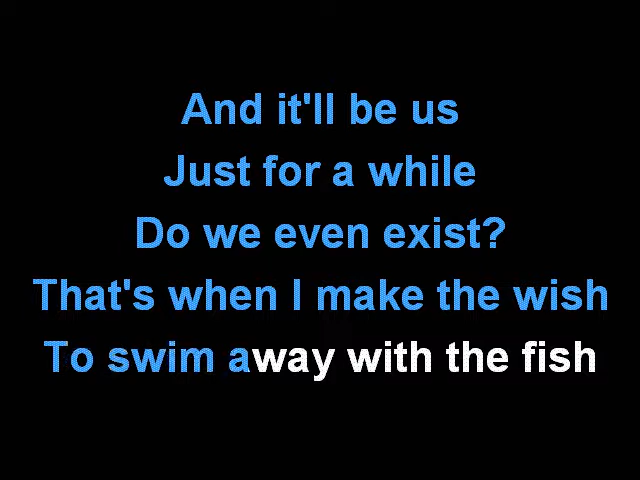 And it'll be us
Just for a while
Do we even exist?
That's when I make the wish
To swim away with the fish